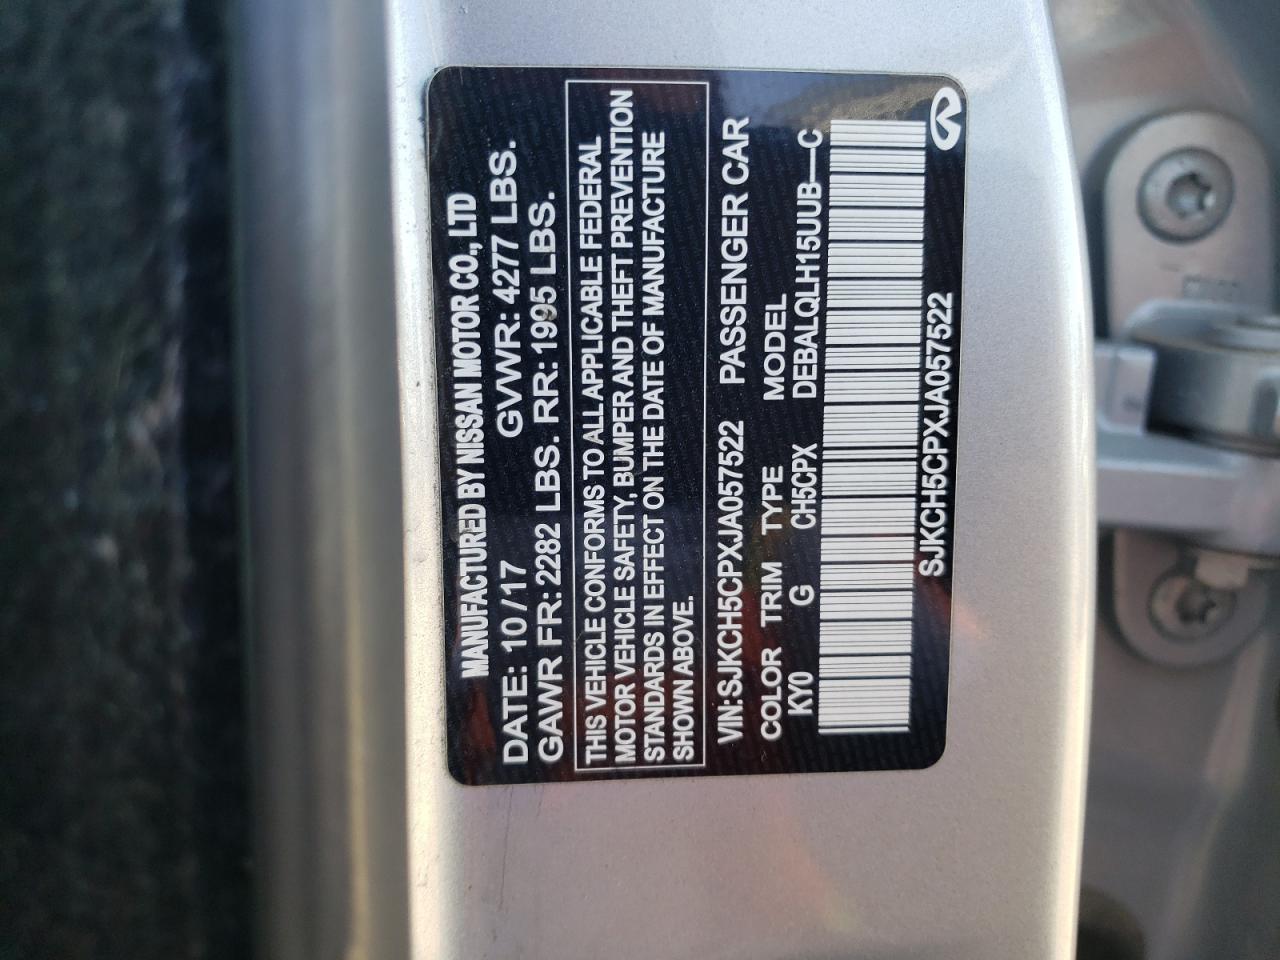 MANUFACTURED BY NISSAN MOTOR CO., LTD
DATE: 10/17 GVWR: 4277 LBS.
GAWR FR: 2282 LBS. RR: 1995 LBS.
THIS VEHICLE CONFORMS TO ALL APPLICABLE FEDERAL
MOTOR VEHICLE SAFETY, BUMPER AND THEFT PREVENTION
STANDARDS IN EFFECT ON THE DATE OF MANUFACTURE
SHOWN ABOVE.
VIN:SJKCH5CPXJA057522 PASSENGER CAR
COLOR TRIM TYPE MODEL
KY0 G CH5CPX DEBALQLH15UUB—C
SJKCH5CPXJA057522